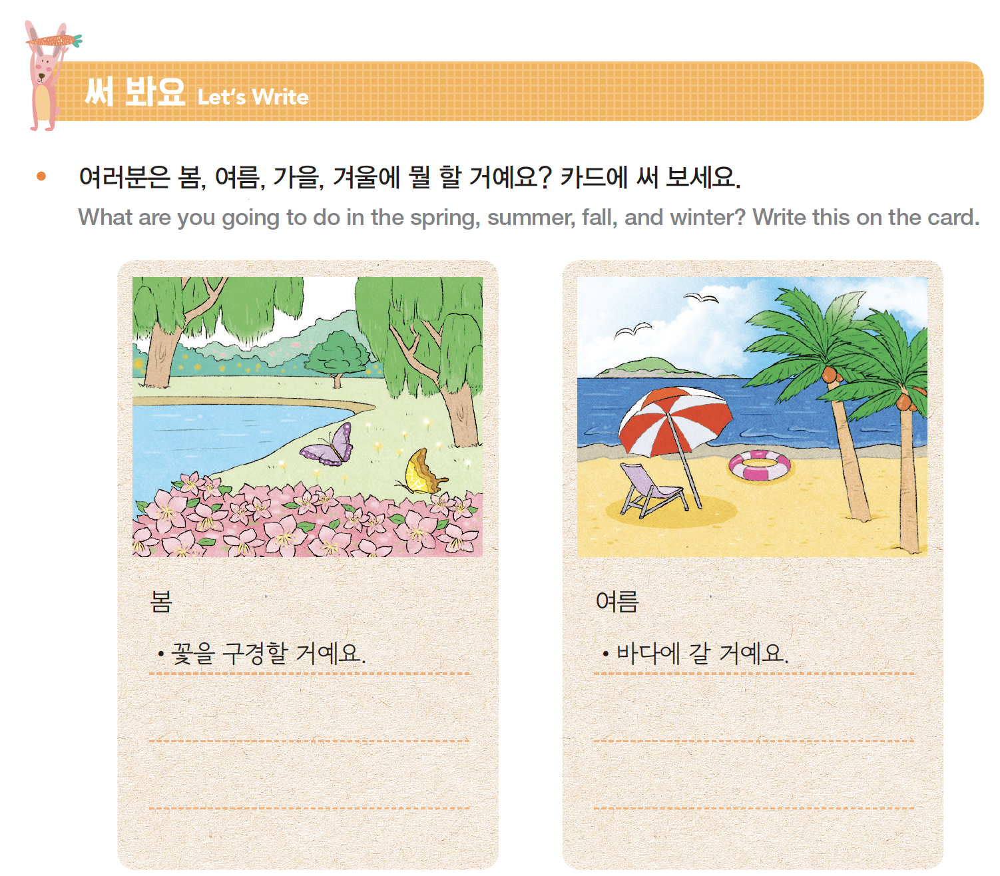 써 봐요 Let's Write
• 여러분은 봄, 여름, 가을, 겨울에 뭘 할 거예요? 카드에 써 보세요.
What are you going to do in the spring, summer, fall, and winter? Write this on the card.
봄
• 꽃을 구경할 거예요.
여름
• 바다에 갈 거예요.